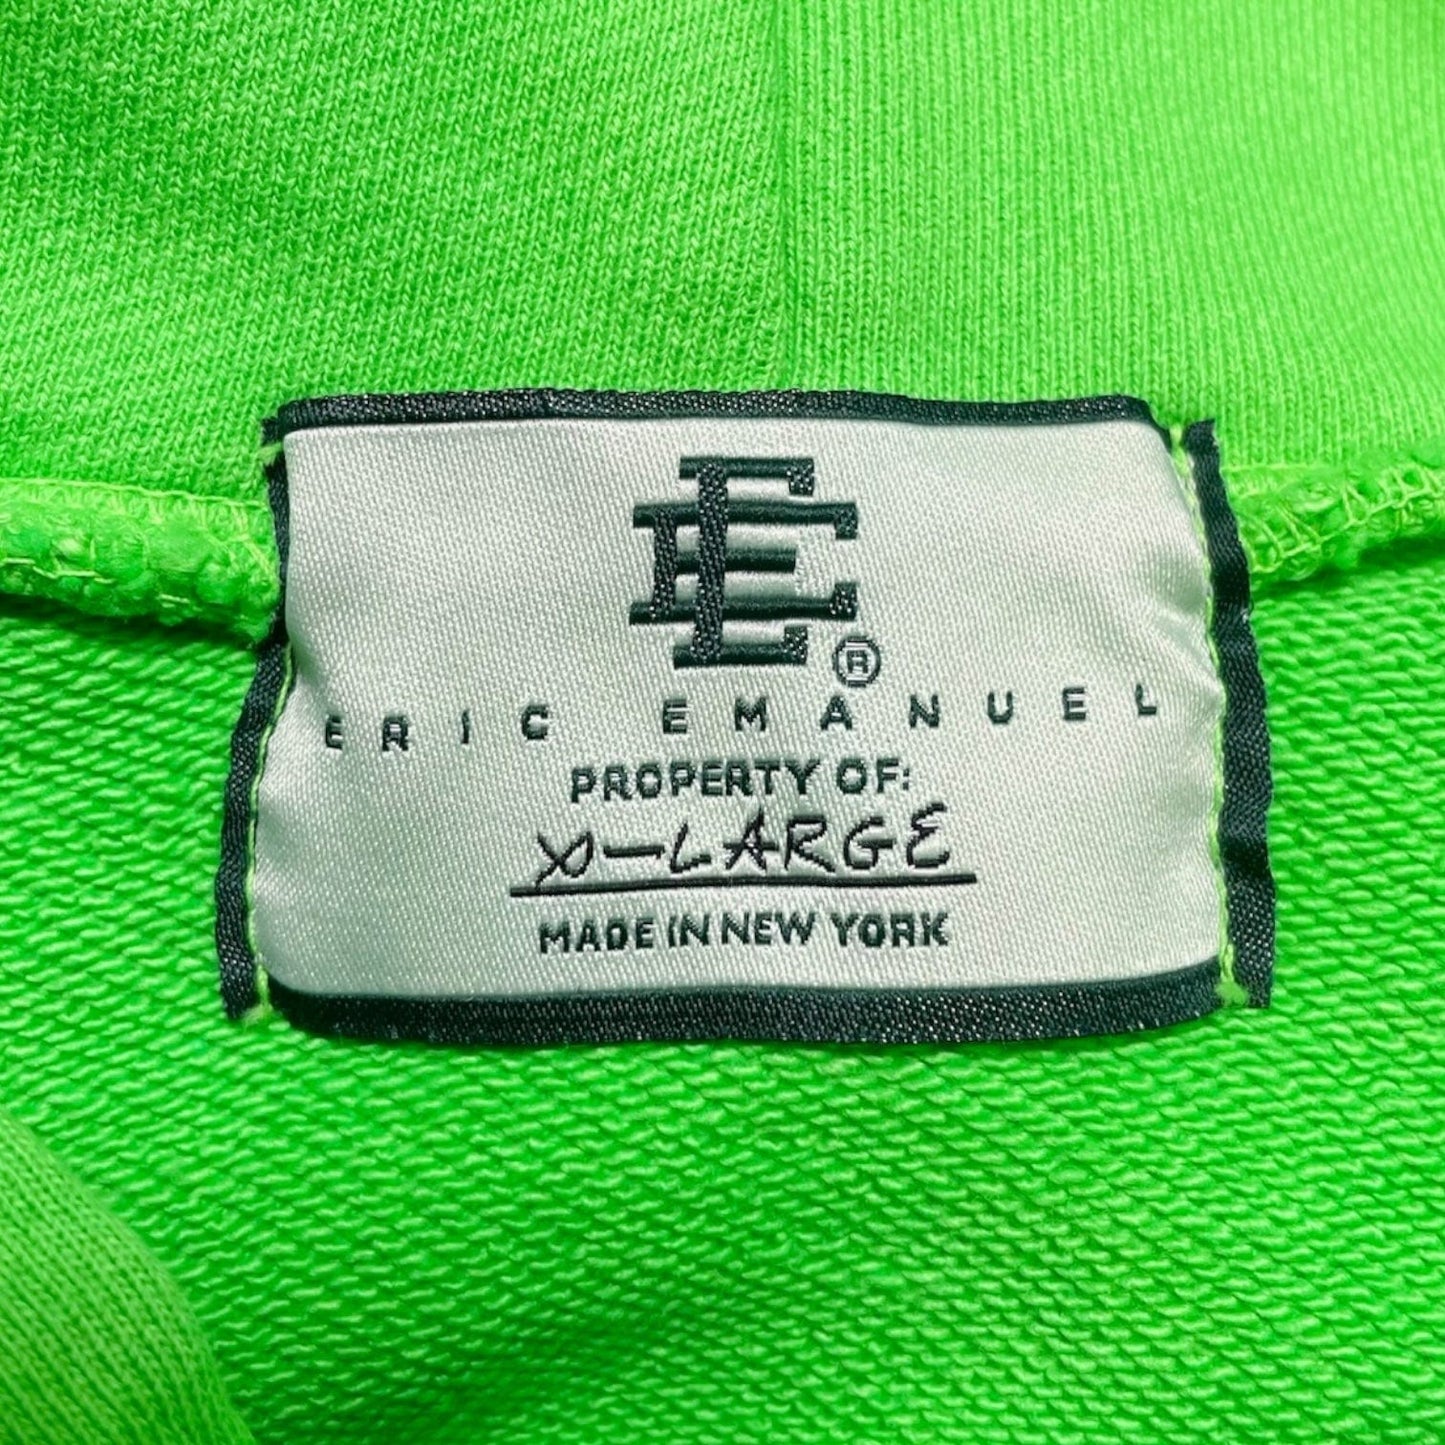 EE®
ERIC EMANUEL
PROPERTY OF:
X-LARGE
MADE IN NEW YORK